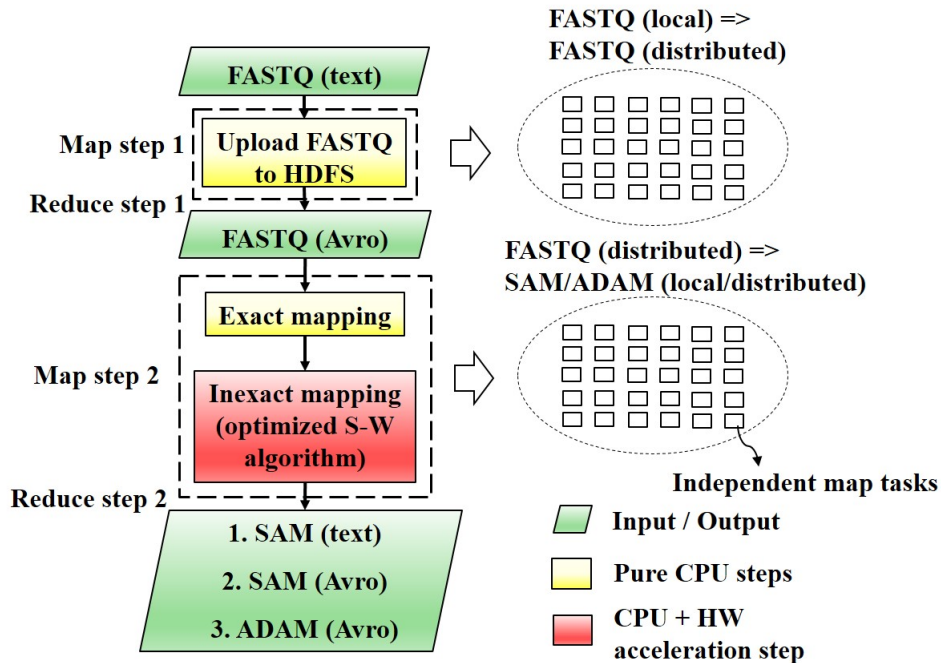 FASTQ (text)
Map step 1
Upload FASTQ
to HDFS
Reduce step 1
FASTQ (Avro)
Map step 2
Exact mapping
Inexact mapping
(optimized S-W
algorithm)
Reduce step 2
1. SAM (text)
2. SAM (Avro)
3. ADAM (Avro)
FASTQ (local) =>
FASTQ (distributed)
FASTQ (distributed) =>
SAM/ADAM (local/distributed)
Independent map tasks
Input / Output
Pure CPU steps
CPU + HW
acceleration step